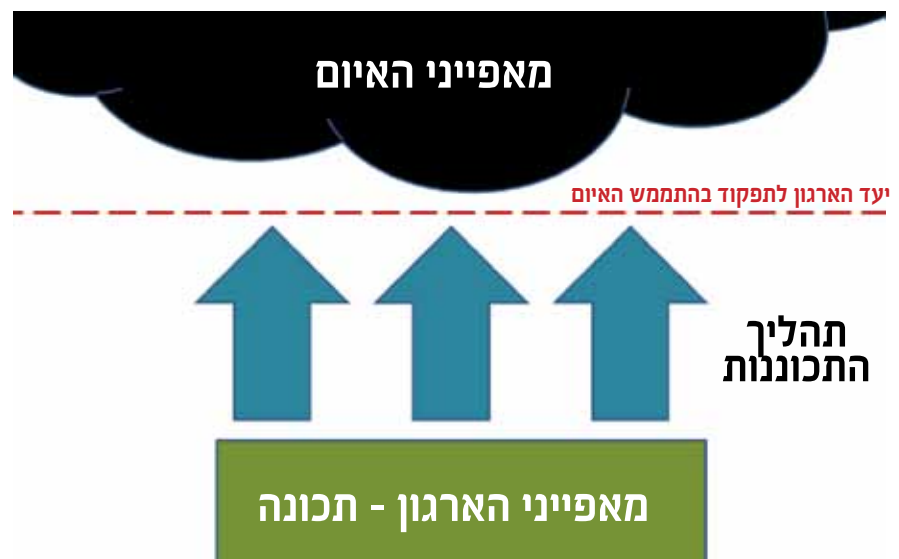 מאפייני האיום
יעד הארגון לתפקוד בהתממש האיום
תהליך
התכוננות
מאפייני הארגון - תכונה